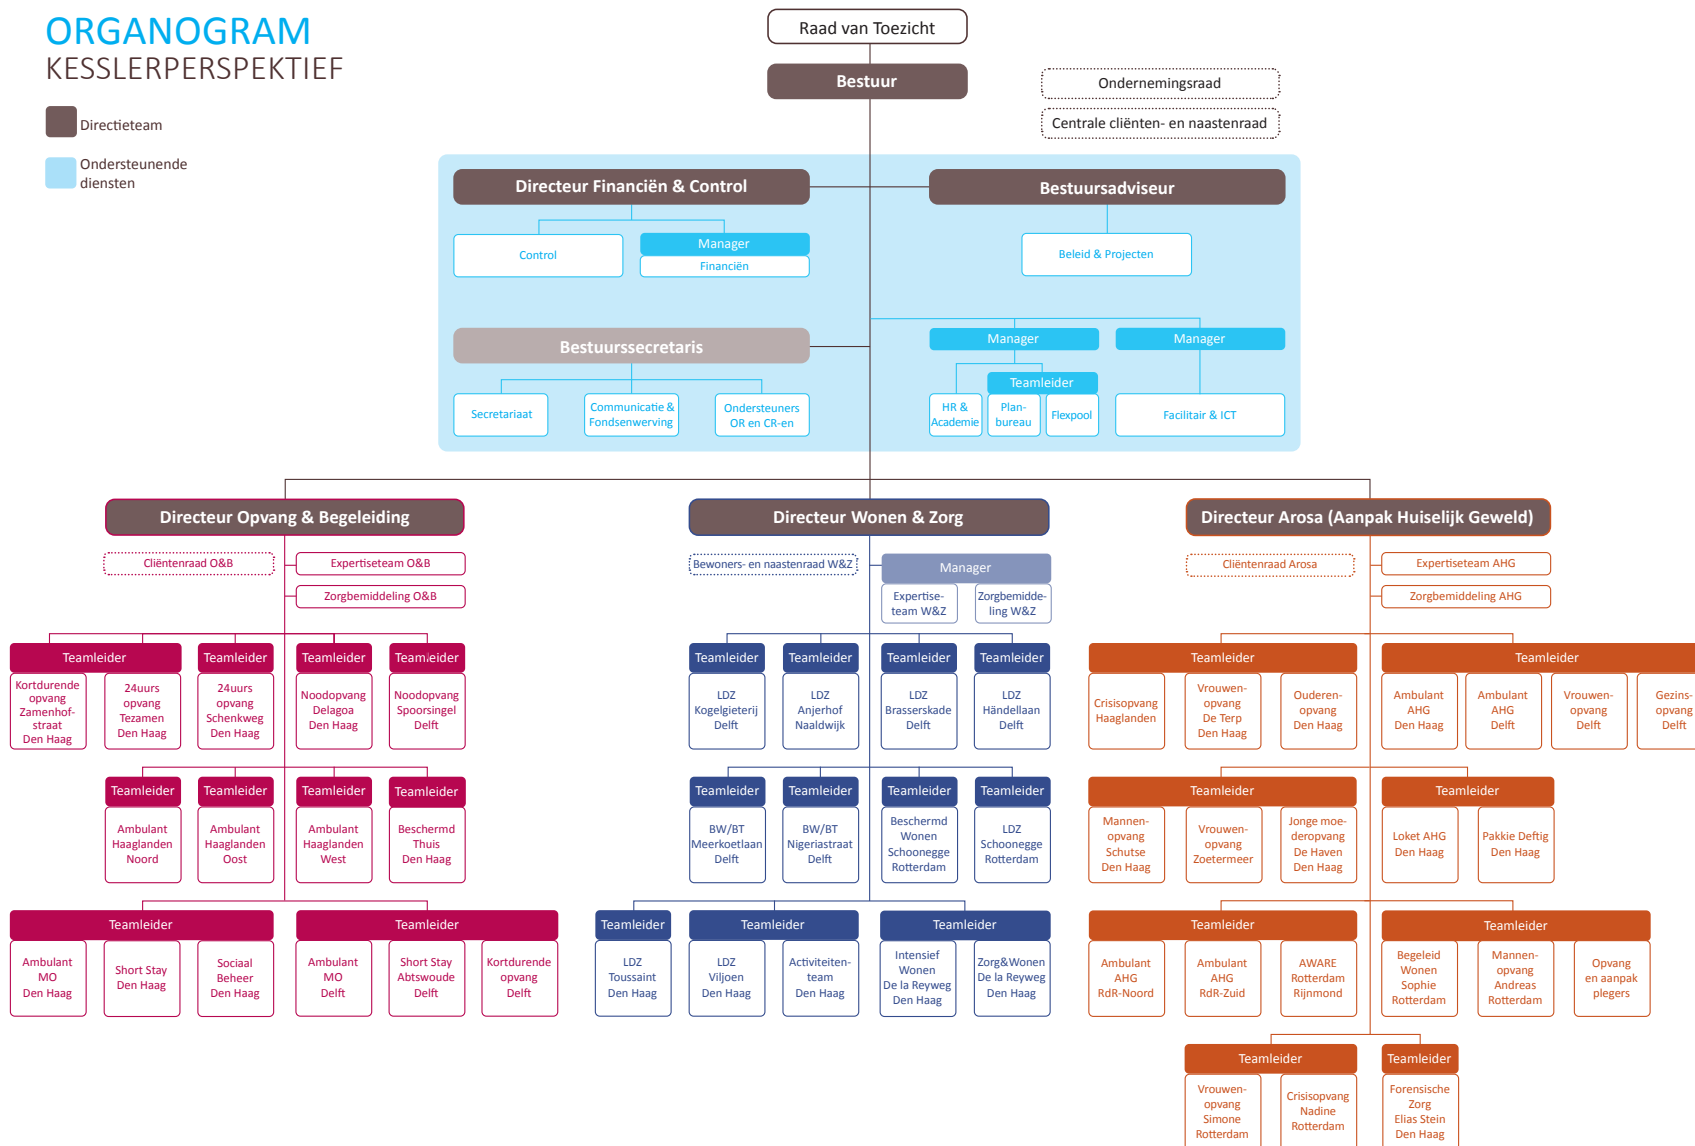 ORGANOGRAM
KESSLERPERSPEKTIEF
Directieteam
Ondersteunende
diensten
Raad van Toezicht
Bestuur
Ondernemingsraad
Centrale cliënten- en naastenraad
Directeur Financiën & Control
Bestuursadviseur
Control
Manager
Financiën
Beleid & Projecten
Bestuurssecretaris
Secretariaat
Communicatie &
Fondsenwerving
Ondersteuners
OR en CR-en
Manager
Manager
Teamleider
HR &
Academie
Plan-
bureau
Flexpool
Facilitair & ICT
Directeur Opvang & Begeleiding
Cliëntenraad O&B
Expertiseteam O&B
Zorgbemiddeling O&B
Teamleider
Kortdurende
opvang
Zamenhof-
straat
Den Haag
24uurs
opvang
Tezamen
Den Haag
Teamleider
24uurs
opvang
Schenkweg
Den Haag
Teamleider
Noodopvang
Delagoa
Den Haag
Teamleider
Noodopvang
Spoorsingel
Delft
Teamleider
Ambulant
Haaglanden
Noord
Teamleider
Ambulant
Haaglanden
Oost
Teamleider
Ambulant
Haaglanden
West
Teamleider
Beschermd
Thuis
Den Haag
Teamleider
Ambulant
MO
Den Haag
Short Stay
Den Haag
Sociaal
Beheer
Den Haag
Teamleider
Ambulant
MO
Delft
Short Stay
Abtswoude
Delft
Kortdurende
opvang
Delft
Directeur Wonen & Zorg
Bewoners- en naastenraad W&Z
Manager
Expertise-
team W&Z
Zorgbemidde-
ling W&Z
Teamleider
LDZ
Kogelgieterij
Delft
Teamleider
LDZ
Anjerhof
Naaldwijk
Teamleider
LDZ
Brasserskade
Delft
Teamleider
LDZ
Händellaan
Delft
Teamleider
BW/BT
Meerkoetlaan
Delft
Teamleider
BW/BT
Nigeriastraat
Delft
Teamleider
Beschermd
Wonen
Schoonegge
Rotterdam
Teamleider
LDZ
Schoonegge
Rotterdam
Teamleider
LDZ
Toussaint
Den Haag
Teamleider
LDZ
Viljoen
Den Haag
Activiteiten-
team
Den Haag
Teamleider
Intensief
Wonen
De la Reyweg
Den Haag
Zorg&Wonen
De la Reyweg
Den Haag
Directeur Arosa (Aanpak Huiselijk Geweld)
Cliëntenraad Arosa
Expertiseteam AHG
Zorgbemiddeling AHG
Teamleider
Crisisopvang
Haaglanden
Vrouwen-
opvang
De Terp
Den Haag
Ouderen-
opvang
Den Haag
Teamleider
Ambulant
AHG
Den Haag
Ambulant
AHG
Delft
Vrouwen-
opvang
Delft
Gezins-
opvang
Delft
Teamleider
Mannen-
opvang
Schutse
Den Haag
Vrouwen-
opvang
Zoetermeer
Jonge moe-
deropvang
De Haven
Den Haag
Teamleider
Loket AHG
Den Haag
Pakkie Deftig
Den Haag
Teamleider
Ambulant
AHG
RdR-Noord
Ambulant
AHG
RdR-Zuid
AWARE
Rotterdam
Rijnmond
Teamleider
Begeleid
Wonen
Sophie
Rotterdam
Mannen-
opvang
Andreas
Rotterdam
Opvang
en aanpak
plegers
Teamleider
Vrouwen-
opvang
Simone
Rotterdam
Crisisopvang
Nadine
Rotterdam
Teamleider
Forensische
Zorg
Elias Stein
Den Haag